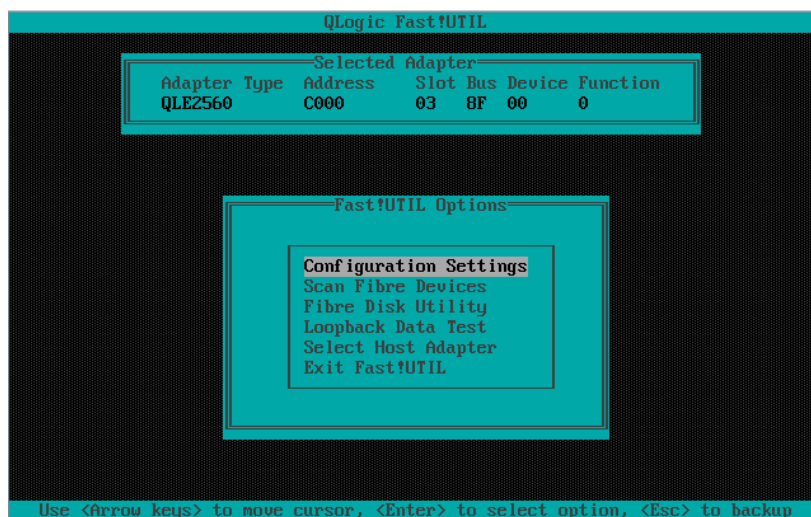 QLogic Fast!UTIL
Selected Adapter
Adapter Type Address Slot Bus Device Function
QLE2560 C000 03 8F 00 0
Fast!UTIL Options
Configuration Settings
Scan Fibre Devices
Fibre Disk Utility
Loopback Data Test
Select Host Adapter
Exit Fast!UTIL
Use <Arrow keys> to move cursor, <Enter> to select option, <Esc> to backup